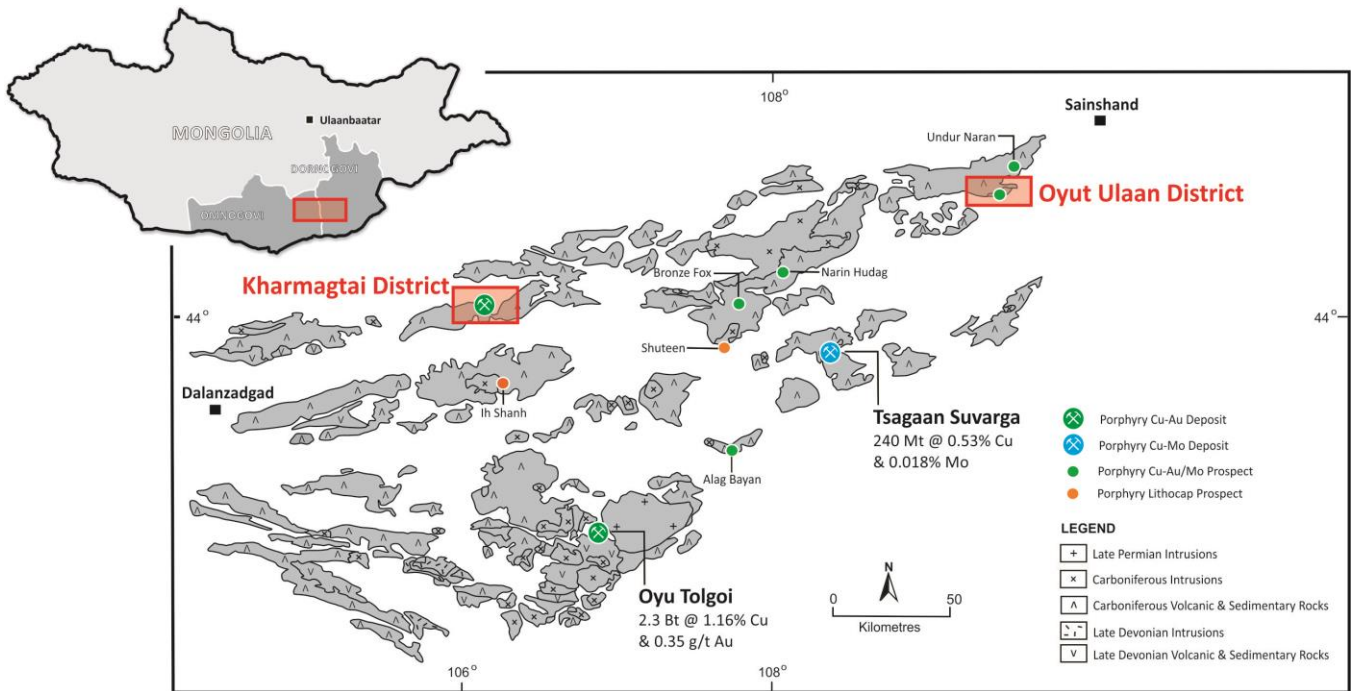 MONGOLIA
Ulaanbaatar
DORNOGOVI
OMNOGOVI
108°
Sainshand
Undur Naran
Oyut Ulaan District
Bronze Fox
Narin Hudag
Kharmagtai District
44°
44°
Shuteen
Dalanzadgad
Ih Shanh
Tsagaan Suvarga
240 Mt @ 0.53% Cu
& 0.018% Mo
Alag Bayan
Porphyry Cu-Au Deposit
Porphyry Cu-Mo Deposit
Porphyry Cu-Au/Mo Prospect
Porphyry Lithocap Prospect
LEGEND
Late Permian Intrusions
Carboniferous Intrusions
Carboniferous Volcanic & Sedimentary Rocks
Late Devonian Intrusions
Late Devonian Volcanic & Sedimentary Rocks
Oyu Tolgoi
2.3 Bt @ 1.16% Cu
& 0.35 g/t Au
N
0 50
Kilometres
106°
108°